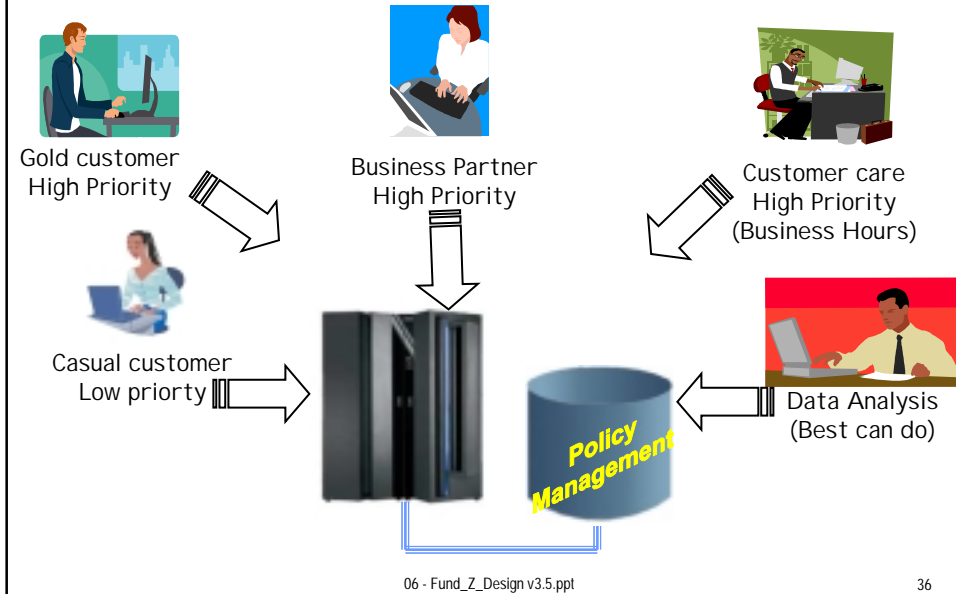 Gold customer
High Priority
Business Partner
High Priority
Customer care
High Priority
(Business Hours)
Casual customer
Low priorty
Data Analysis
(Best can do)
Policy
Management
06 - Fund_Z_Design v3.5.ppt
36